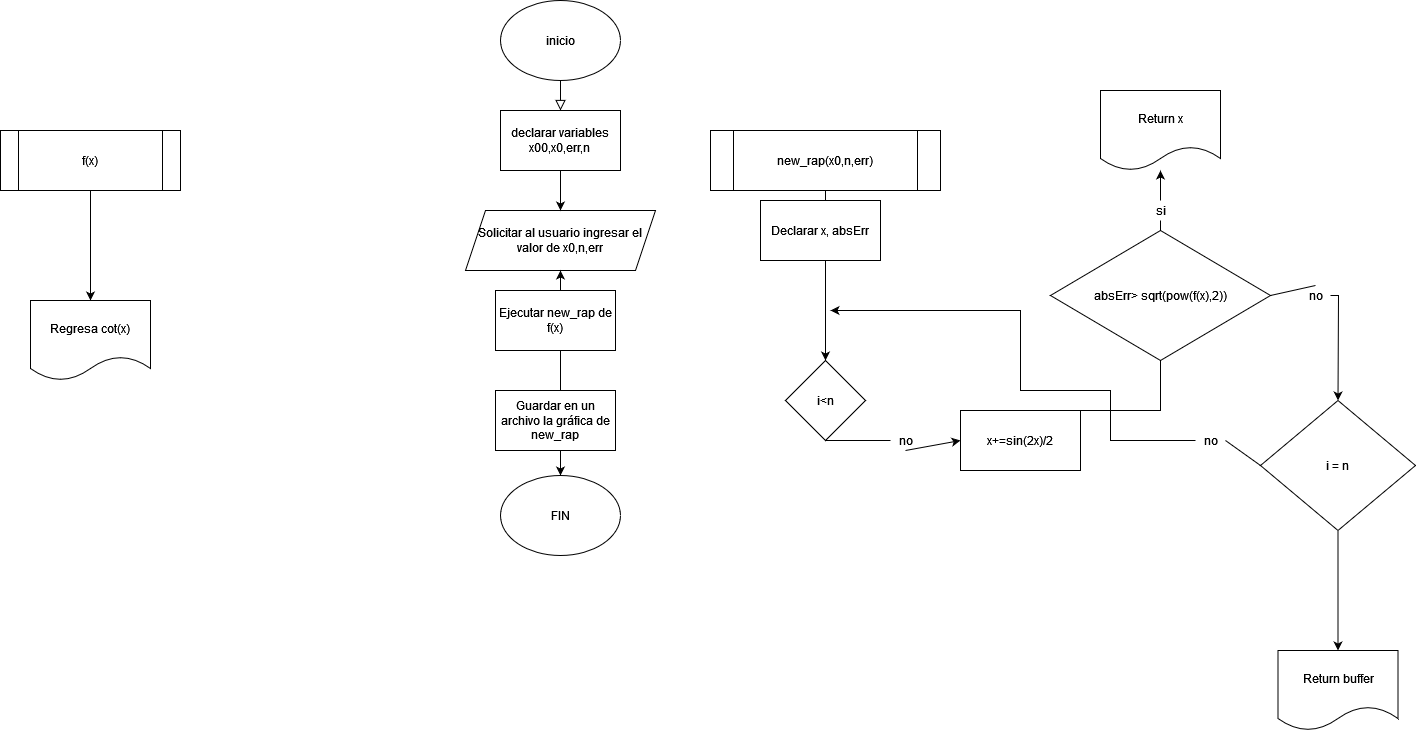 inicio
declarar variables
x00,x0,err,n
Solicitar al usuario ingresar el
valor de x0,n,err
Ejecutar new_rap de
f(x)
Guardar en un
archivo la gráfica de
new_rap
FIN
f(x)
Regresa cot(x)
new_rap(x0,n,err)
Declarar x, absErr
i<n
no
x+=sin(2x)/2
Return x
si
absErr> sqrt(pow(f(x),2))
no
no
i = n
Return buffer